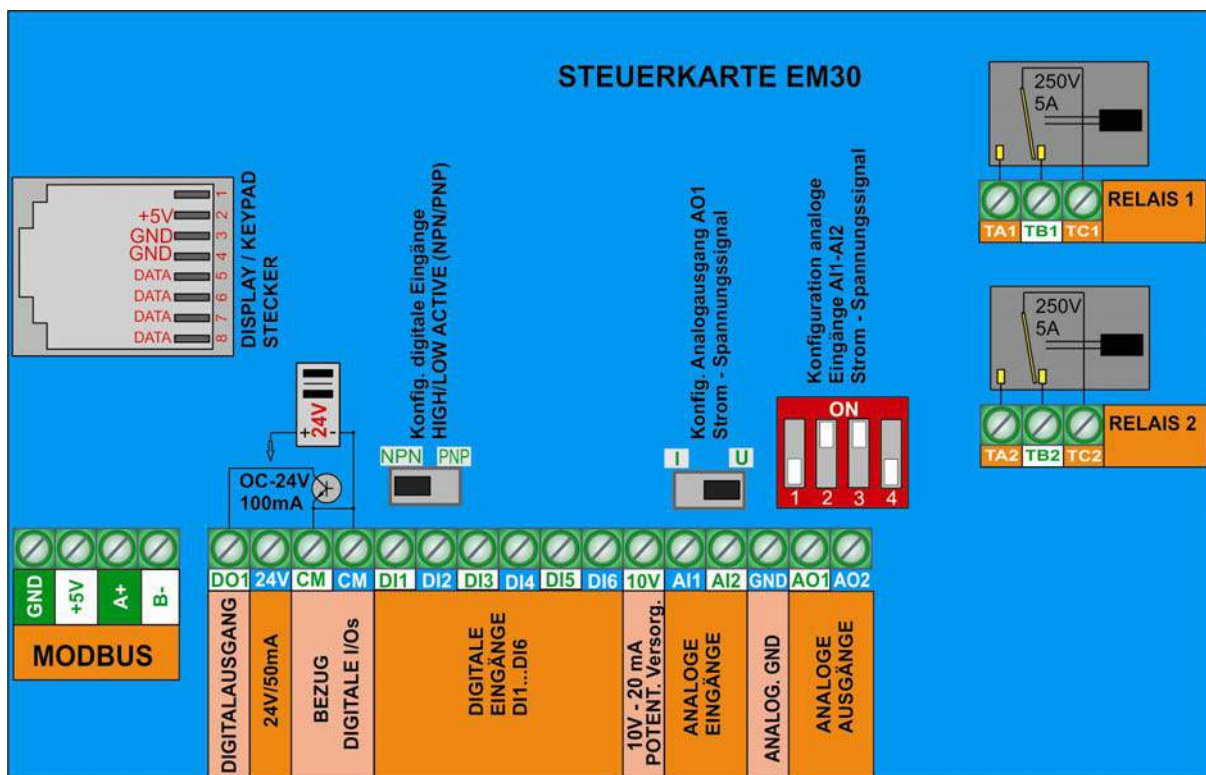 STEUERKARTE EM30
250V
5A
RELAIS 1
TA1 TB1 TC1
250V
5A
RELAIS 2
TA2 TB2 TC2
1
+5V 2
GND 3
GND 4
DATA 5
DATA 6
DATA 7
DATA 8
DISPLAY / KEYPAD
STECKER
+ 24V -
OC-24V
100mA
Konfig. digitale Eingänge
HIGH/LOW ACTIVE (NPN/PNP)
NPN PNP
Konfig. Analogausgang AO1
Strom - Spannungssignal
I U
Konfiguration analoge
Eingänge AI1-AI2
Strom - Spannungssignal
ON
1 2 3 4
GND +5V A+ B-
MODBUS
DO1 24V CM CM DI1 DI2 DI3 DI4 DI5 DI6 10V AI1 AI2 GND AO1 AO2
DIGITALAUSGANG
24V/50mA
BEZUG
DIGITALE I/Os
DIGITALE
EINGÄNGE
DI1...DI6
10V - 20 mA
POTENT. Versorg.
ANALOGE
EINGÄNGE
ANALOG. GND
ANALOGE
AUSGÄNGE